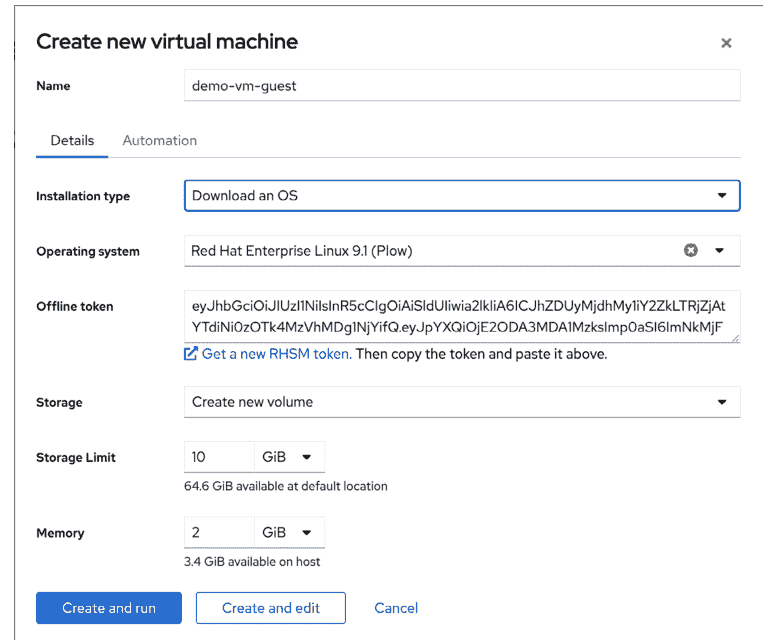 Create new virtual machine
Name demo-vm-guest
Details Automation
Installation type Download an OS
Operating system Red Hat Enterprise Linux 9.1 (Plow)
Offline token eyJhbGciOiJIUzI1NiIsInR5cCIgOiAiSldUIiwia2lkIiA6ICJhZDUyMjdhMy1iY2ZkLTRjZjAt
YTdiNi0zOTk4MzVhMDg1NjYifQ.eyJpYXQiOjE2ODA3MDA1MzksImp0aSI6ImNkMjF
Get a new RHSM token. Then copy the token and paste it above.
Storage Create new volume
Storage Limit 10 GiB
64.6 GiB available at default location
Memory 2 GiB
3.4 GiB available on host
Create and run Create and edit Cancel